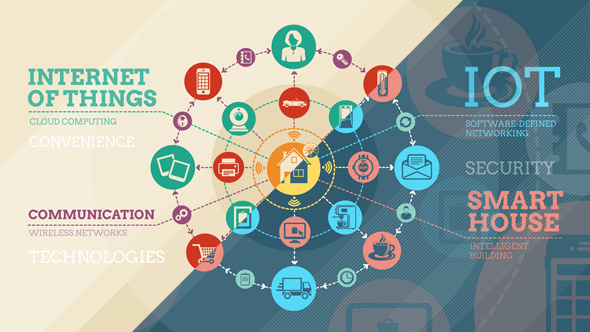 INTERNET
OF THINGS
CLOUD COMPUTING
CONVENIENCE
COMMUNICATION
WIRELESS NETWORKS
TECHNOLOGIES
IOT
SOFTWARE-DEFINED
NETWORKING
SECURITY
SMART
HOUSE
INTELLIGENT
BUILDING